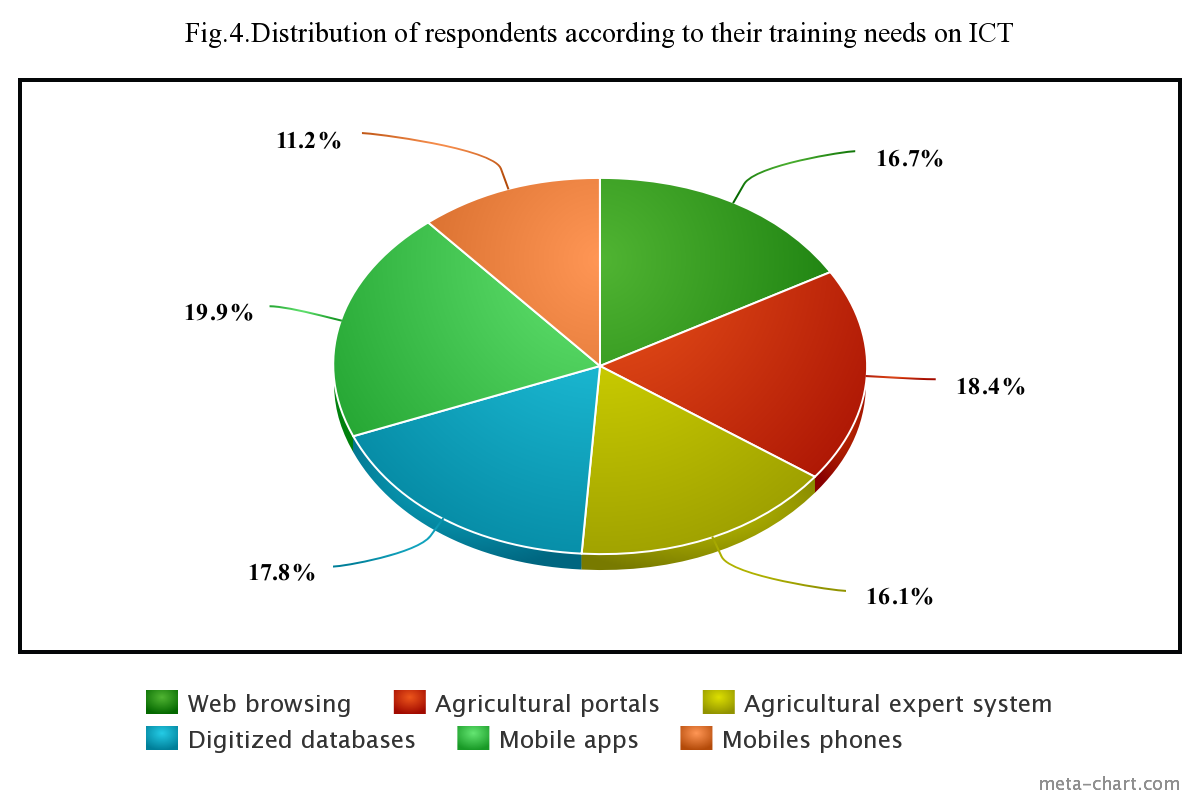 Fig.4.Distribution of respondents according to their training needs on ICT
11.2%
16.7%
19.9%
18.4%
17.8%
16.1%
Web browsing
Agricultural portals
Agricultural expert system
Digitized databases
Mobile apps
Mobiles phones
meta-chart.com